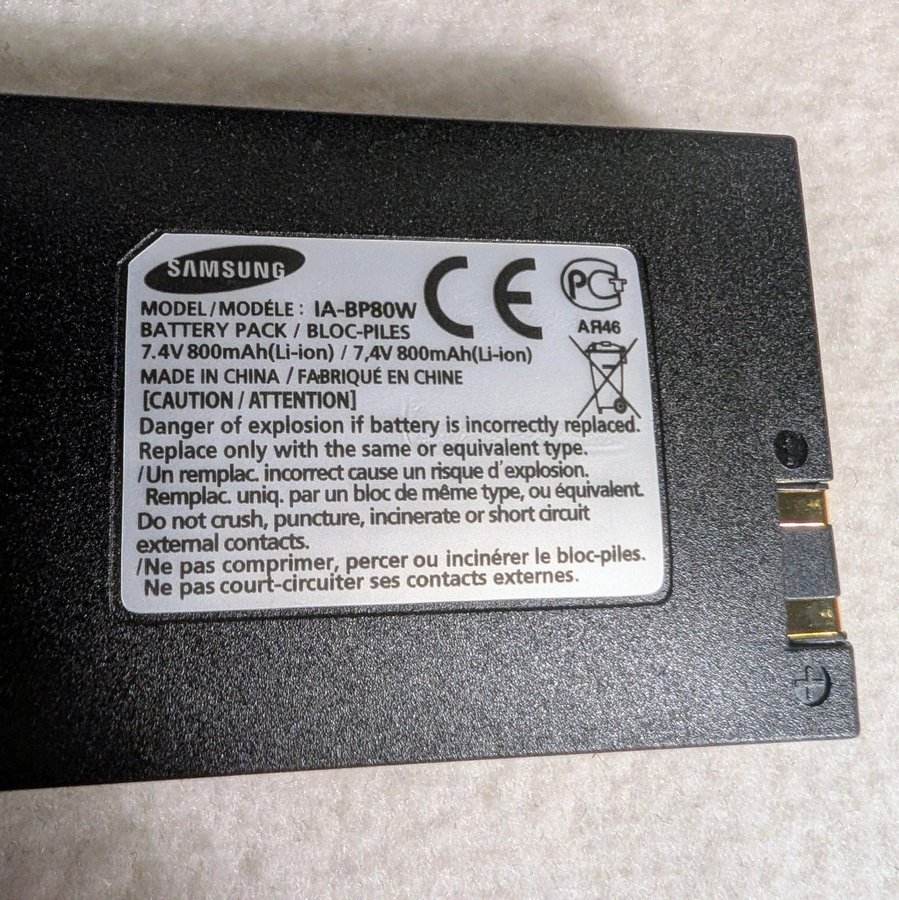 SAMSUNG
MODEL/MODÉLE : IA-BP80W
BATTERY PACK / BLOC-PILES
7.4V 800mAh(Li-ion) / 7,4V 800mAh(Li-ion)
MADE IN CHINA / FABRIQUÉ EN CHINE
CE
PCT
AЯ46
[CAUTION / ATTENTION]
Danger of explosion if battery is incorrectly replaced.
Replace only with the same or equivalent type.
/Un remplac. incorrect cause un risque d'explosion.
Remplac. uniq. par un bloc de même type, ou équivalent.
Do not crush, puncture, incinerate or short circuit
external contacts.
/Ne pas comprimer, percer ou incinérer le bloc-piles.
Ne pas court-circuiter ses contacts externes.
+